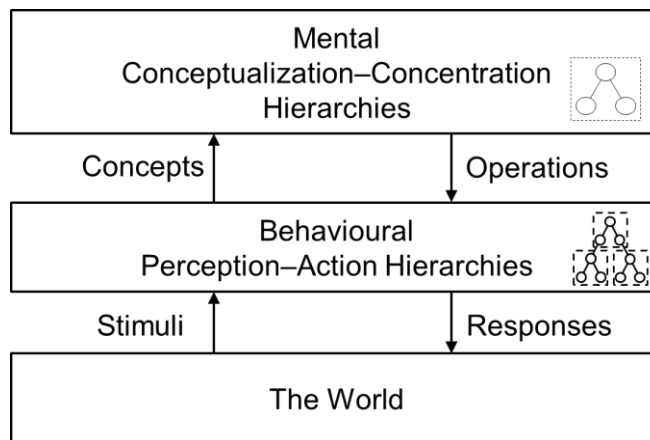 Mental
Conceptualization–Concentration
Hierarchies
Concepts
Operations
Behavioural
Perception–Action Hierarchies
Stimuli
Responses
The World